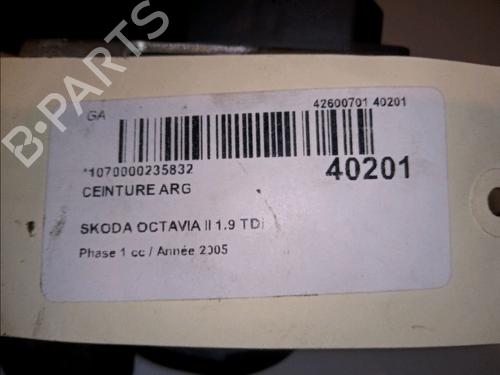 GA
42600701 40201
*1070000235832
40201
CEINTURE ARG
SKODA OCTAVIA II 1.9 TDi
Phase 1 cc / Année 2005
B-PARTS